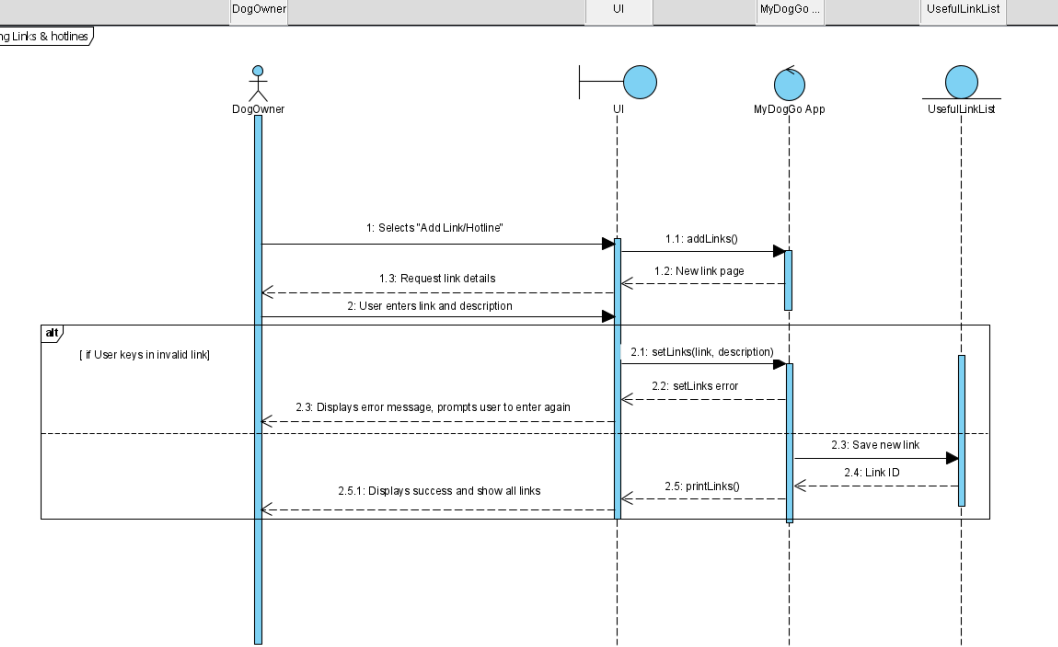 DogOwner
UI
MyDogGo ...
UsefulLinkList
ng Links & hotlines
DogOwner
UI
MyDogGo App
UsefulLinkList
1: Selects "Add Link/Hotline"
1.1: addLinks()
1.2: New link page
1.3: Request link details
2: User enters link and description
alt
[ if User keys in invalid link]
2.1: setLinks(link, description)
2.2: setLinks error
2.3: Displays error message, prompts user to enter again
2.3: Save new link
2.4: Link ID
2.5: printLinks()
2.5.1: Displays success and show all links